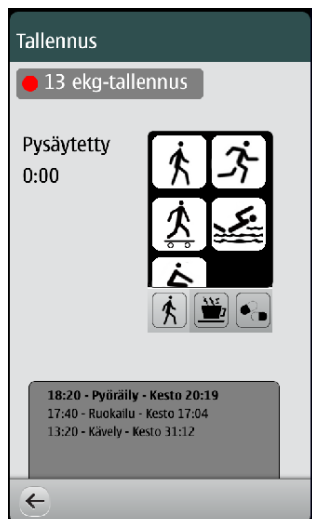 Tallennus
13 ekg-tallennus
Pysäytetty
0:00
18:20 - Pyöräily - Kesto 20:19
17:40 - Ruokailu - Kesto 17:04
13:20 - Kävely - Kesto 31:12